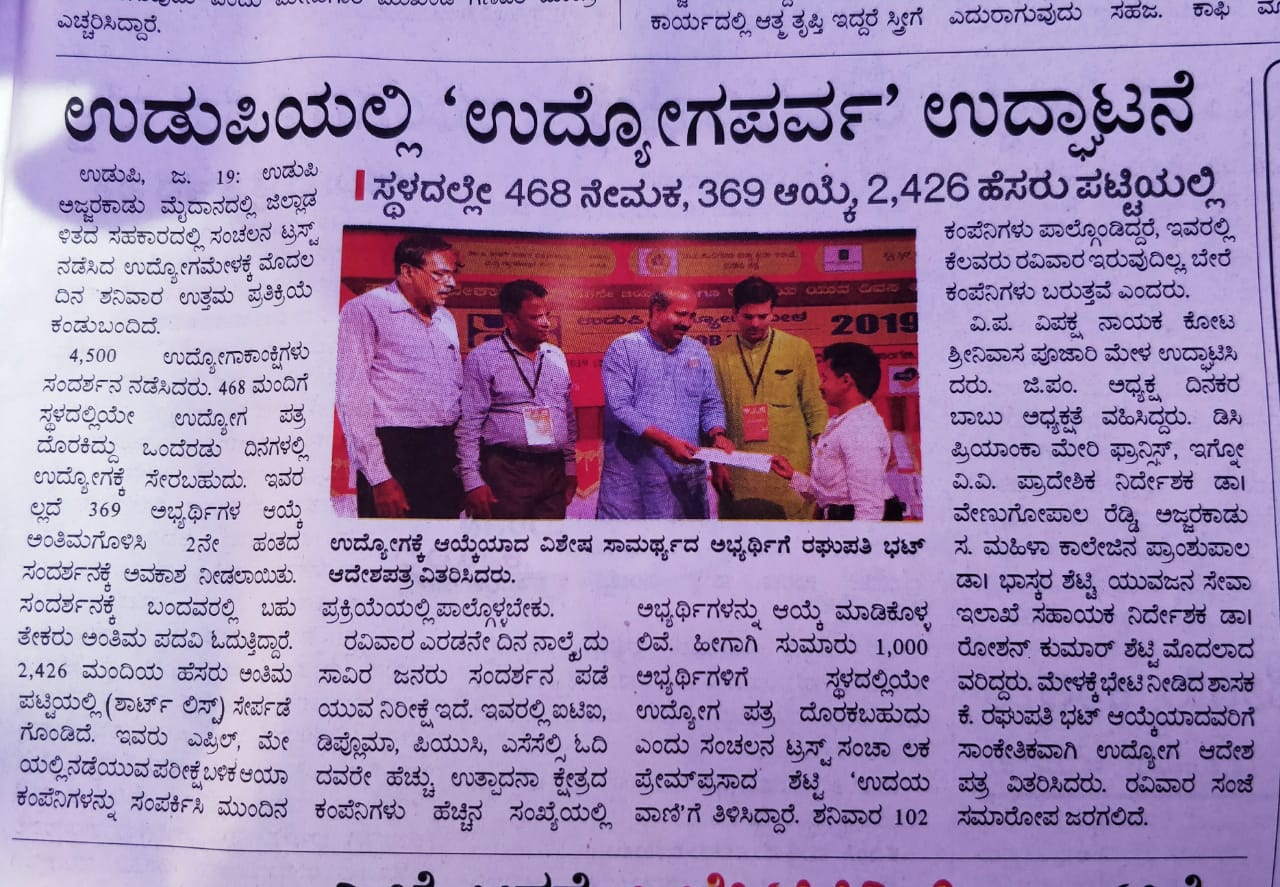 ಎಚ್ಚರಿಸಿದ್ದಾರೆ.
ಕಾರ್ಯದಲ್ಲಿ ಆತ್ಮ ತೃಪ್ತಿ ಇದ್ದರೆ ಸ್ತ್ರೀಗೆ
ಎದುರಾಗುವುದು ಸಹಜ. ಕಾಫಿ
ಉಡುಪಿಯಲ್ಲಿ ‘ಉದ್ಯೋಗಪರ್ವ’ ಉದ್ಘಾಟನೆ
ಸ್ಥಳದಲ್ಲೇ 468 ನೇಮಕ, 369 ಆಯ್ಕೆ, 2,426 ಹೆಸರು ಪಟ್ಟಿಯಲ್ಲಿ
ಉಡುಪಿ, ಜ. 19: ಉಡುಪಿ
ಅಜ್ಜರಕಾಡು ಮೈದಾನದಲ್ಲಿ ಜಿಲ್ಲಾಡ
ಳಿತದ ಸಹಕಾರದಲ್ಲಿ ಸಂಚಲನ ಟ್ರಸ್ಟ್
ನಡೆಸಿದ ಉದ್ಯೋಗಮೇಳಕ್ಕೆ ಮೊದಲ
ದಿನ ಶನಿವಾರ ಉತ್ತಮ ಪ್ರತಿಕ್ರಿಯೆ
ಕಂಡುಬಂದಿದೆ.
4,500 ಉದ್ಯೋಗಾಕಾಂಕ್ಷಿಗಳು
ಸಂದರ್ಶನ ನಡೆಸಿದರು. 468 ಮಂದಿಗೆ
ಸ್ಥಳದಲ್ಲಿಯೇ ಉದ್ಯೋಗ ಪತ್ರ
ದೊರಕಿದ್ದು ಒಂದೆರಡು ದಿನಗಳಲ್ಲಿ
ಉದ್ಯೋಗಕ್ಕೆ ಸೇರಬಹುದು. ಇವರ
ಲ್ಲದೆ 369 ಅಭ್ಯರ್ಥಿಗಳ ಆಯ್ಕೆ
ಅಂತಿಮಗೊಳಿಸಿ 2ನೇ ಹಂತದ
ಸಂದರ್ಶನಕ್ಕೆ ಅವಕಾಶ ನೀಡಲಾಯಿತು.
ಸಂದರ್ಶನಕ್ಕೆ ಬಂದವರಲ್ಲಿ ಬಹು
ತೇಕರು ಅಂತಿಮ ಪದವಿ ಓದುತ್ತಿದ್ದಾರೆ.
2,426 ಮಂದಿಯ ಹೆಸರು ಅಂತಿಮ
ಪಟ್ಟಿಯಲ್ಲಿ (ಶಾರ್ಟ್ ಲಿಸ್ಟ್) ಸೇರ್ಪಡೆ
ಗೊಂಡಿದೆ. ಇವರು ಎಪ್ರಿಲ್, ಮೇ
ಯಲ್ಲಿ ನಡೆಯುವ ಪರೀಕ್ಷೆ ಬಳಿಕ ಆಯಾ
ಕಂಪೆನಿಗಳನ್ನು ಸಂಪರ್ಕಿಸಿ ಮುಂದಿನ
2019
ಉದ್ಯೋಗಕ್ಕೆ ಆಯ್ಕೆಯಾದ ವಿಶೇಷ ಸಾಮರ್ಥ್ಯದ ಅಭ್ಯರ್ಥಿಗೆ ರಘುಪತಿ ಭಟ್
ಆದೇಶಪತ್ರ ವಿತರಿಸಿದರು.
ಪ್ರಕ್ರಿಯೆಯಲ್ಲಿ ಪಾಲ್ಗೊಳ್ಳಬೇಕು.
ರವಿವಾರ ಎರಡನೇ ದಿನ ನಾಲ್ಕೈದು
ಸಾವಿರ ಜನರು ಸಂದರ್ಶನ ಪಡೆ
ಯುವ ನಿರೀಕ್ಷೆ ಇದೆ. ಇವರಲ್ಲಿ ಐಟಿಐ,
ಡಿಪ್ಲೊಮಾ, ಪಿಯುಸಿ, ಎಸೆಸೆಲ್ಸಿ ಓದಿ
ದವರೇ ಹೆಚ್ಚು. ಉತ್ಪಾದನಾ ಕ್ಷೇತ್ರದ
ಕಂಪೆನಿಗಳು ಹೆಚ್ಚಿನ ಸಂಖ್ಯೆಯಲ್ಲಿ
ಅಭ್ಯರ್ಥಿಗಳನ್ನು ಆಯ್ಕೆ ಮಾಡಿಕೊಳ್ಳ
ಲಿವೆ. ಹೀಗಾಗಿ ಸುಮಾರು 1,000
ಅಭ್ಯರ್ಥಿಗಳಿಗೆ ಸ್ಥಳದಲ್ಲಿಯೇ
ಉದ್ಯೋಗ ಪತ್ರ ದೊರಕಬಹುದು
ಎಂದು ಸಂಚಲನ ಟ್ರಸ್ಟ್ ಸಂಚಾ ಲಕ
ಪ್ರೇಮ್‌ಪ್ರಸಾದ ಶೆಟ್ಟಿ ‘ಉದಯ
ವಾಣಿ’ಗೆ ತಿಳಿಸಿದ್ದಾರೆ. ಶನಿವಾರ 102
ಕಂಪೆನಿಗಳು ಪಾಲ್ಗೊಂಡಿದ್ದರೆ, ಇವರಲ್ಲಿ
ಕೆಲವರು ರವಿವಾರ ಇರುವುದಿಲ್ಲ, ಬೇರೆ
ಕಂಪೆನಿಗಳು ಬರುತ್ತವೆ ಎಂದರು.
ವಿ.ಪ. ವಿಪಕ್ಷ ನಾಯಕ ಕೋಟ
ಶ್ರೀನಿವಾಸ ಪೂಜಾರಿ ಮೇಳ ಉದ್ಘಾಟಿಸಿ
ದರು. ಜಿ.ಪಂ. ಅಧ್ಯಕ್ಷ ದಿನಕರ
ಬಾಬು ಅಧ್ಯಕ್ಷತೆ ವಹಿಸಿದ್ದರು. ಡಿಸಿ
ಪ್ರಿಯಾಂಕಾ ಮೇರಿ ಫ್ರಾನ್ಸಿಸ್, ಇಗ್ನೋ
ವಿ.ವಿ. ಪ್ರಾದೇಶಿಕ ನಿರ್ದೇಶಕ ಡಾ।
ವೇಣುಗೋಪಾಲ ರೆಡ್ಡಿ, ಅಜ್ಜರಕಾಡು
ಸ. ಮಹಿಳಾ ಕಾಲೇಜಿನ ಪ್ರಾಂಶುಪಾಲ
ಡಾ। ಭಾಸ್ಕರ ಶೆಟ್ಟಿ, ಯುವಜನ ಸೇವಾ
ಇಲಾಖೆ ಸಹಾಯಕ ನಿರ್ದೇಶಕ ಡಾ।
ರೋಶನ್ ಕುಮಾರ್ ಶೆಟ್ಟಿ ಮೊದಲಾದ
ವರಿದ್ದರು. ಮೇಳಕ್ಕೆ ಭೇಟಿ ನೀಡಿದ ಶಾಸಕ
ಕೆ. ರಘುಪತಿ ಭಟ್ ಆಯ್ಕೆಯಾದವರಿಗೆ
ಸಾಂಕೇತಿಕವಾಗಿ ಉದ್ಯೋಗ ಆದೇಶ
ಪತ್ರ ವಿತರಿಸಿದರು. ರವಿವಾರ ಸಂಜೆ
ಸಮಾರೋಪ ಜರಗಲಿದೆ.